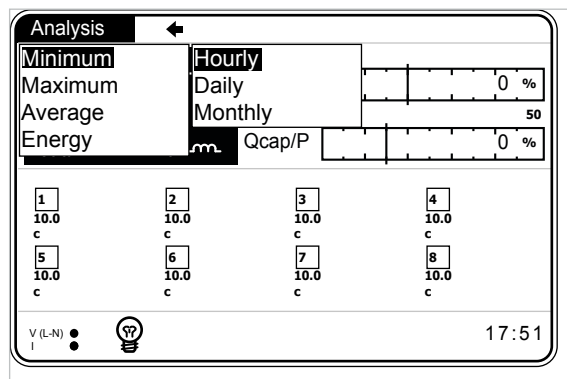 Analysis
Minimum Hourly
Maximum Daily 0 %
Average Monthly 50
Energy Qcap/P 0 %
1 2 3 4
10.0 10.0 10.0 10.0
c c c c
5 6 7 8
10.0 10.0 10.0 10.0
c c c c
V (L-N) 17:51
I